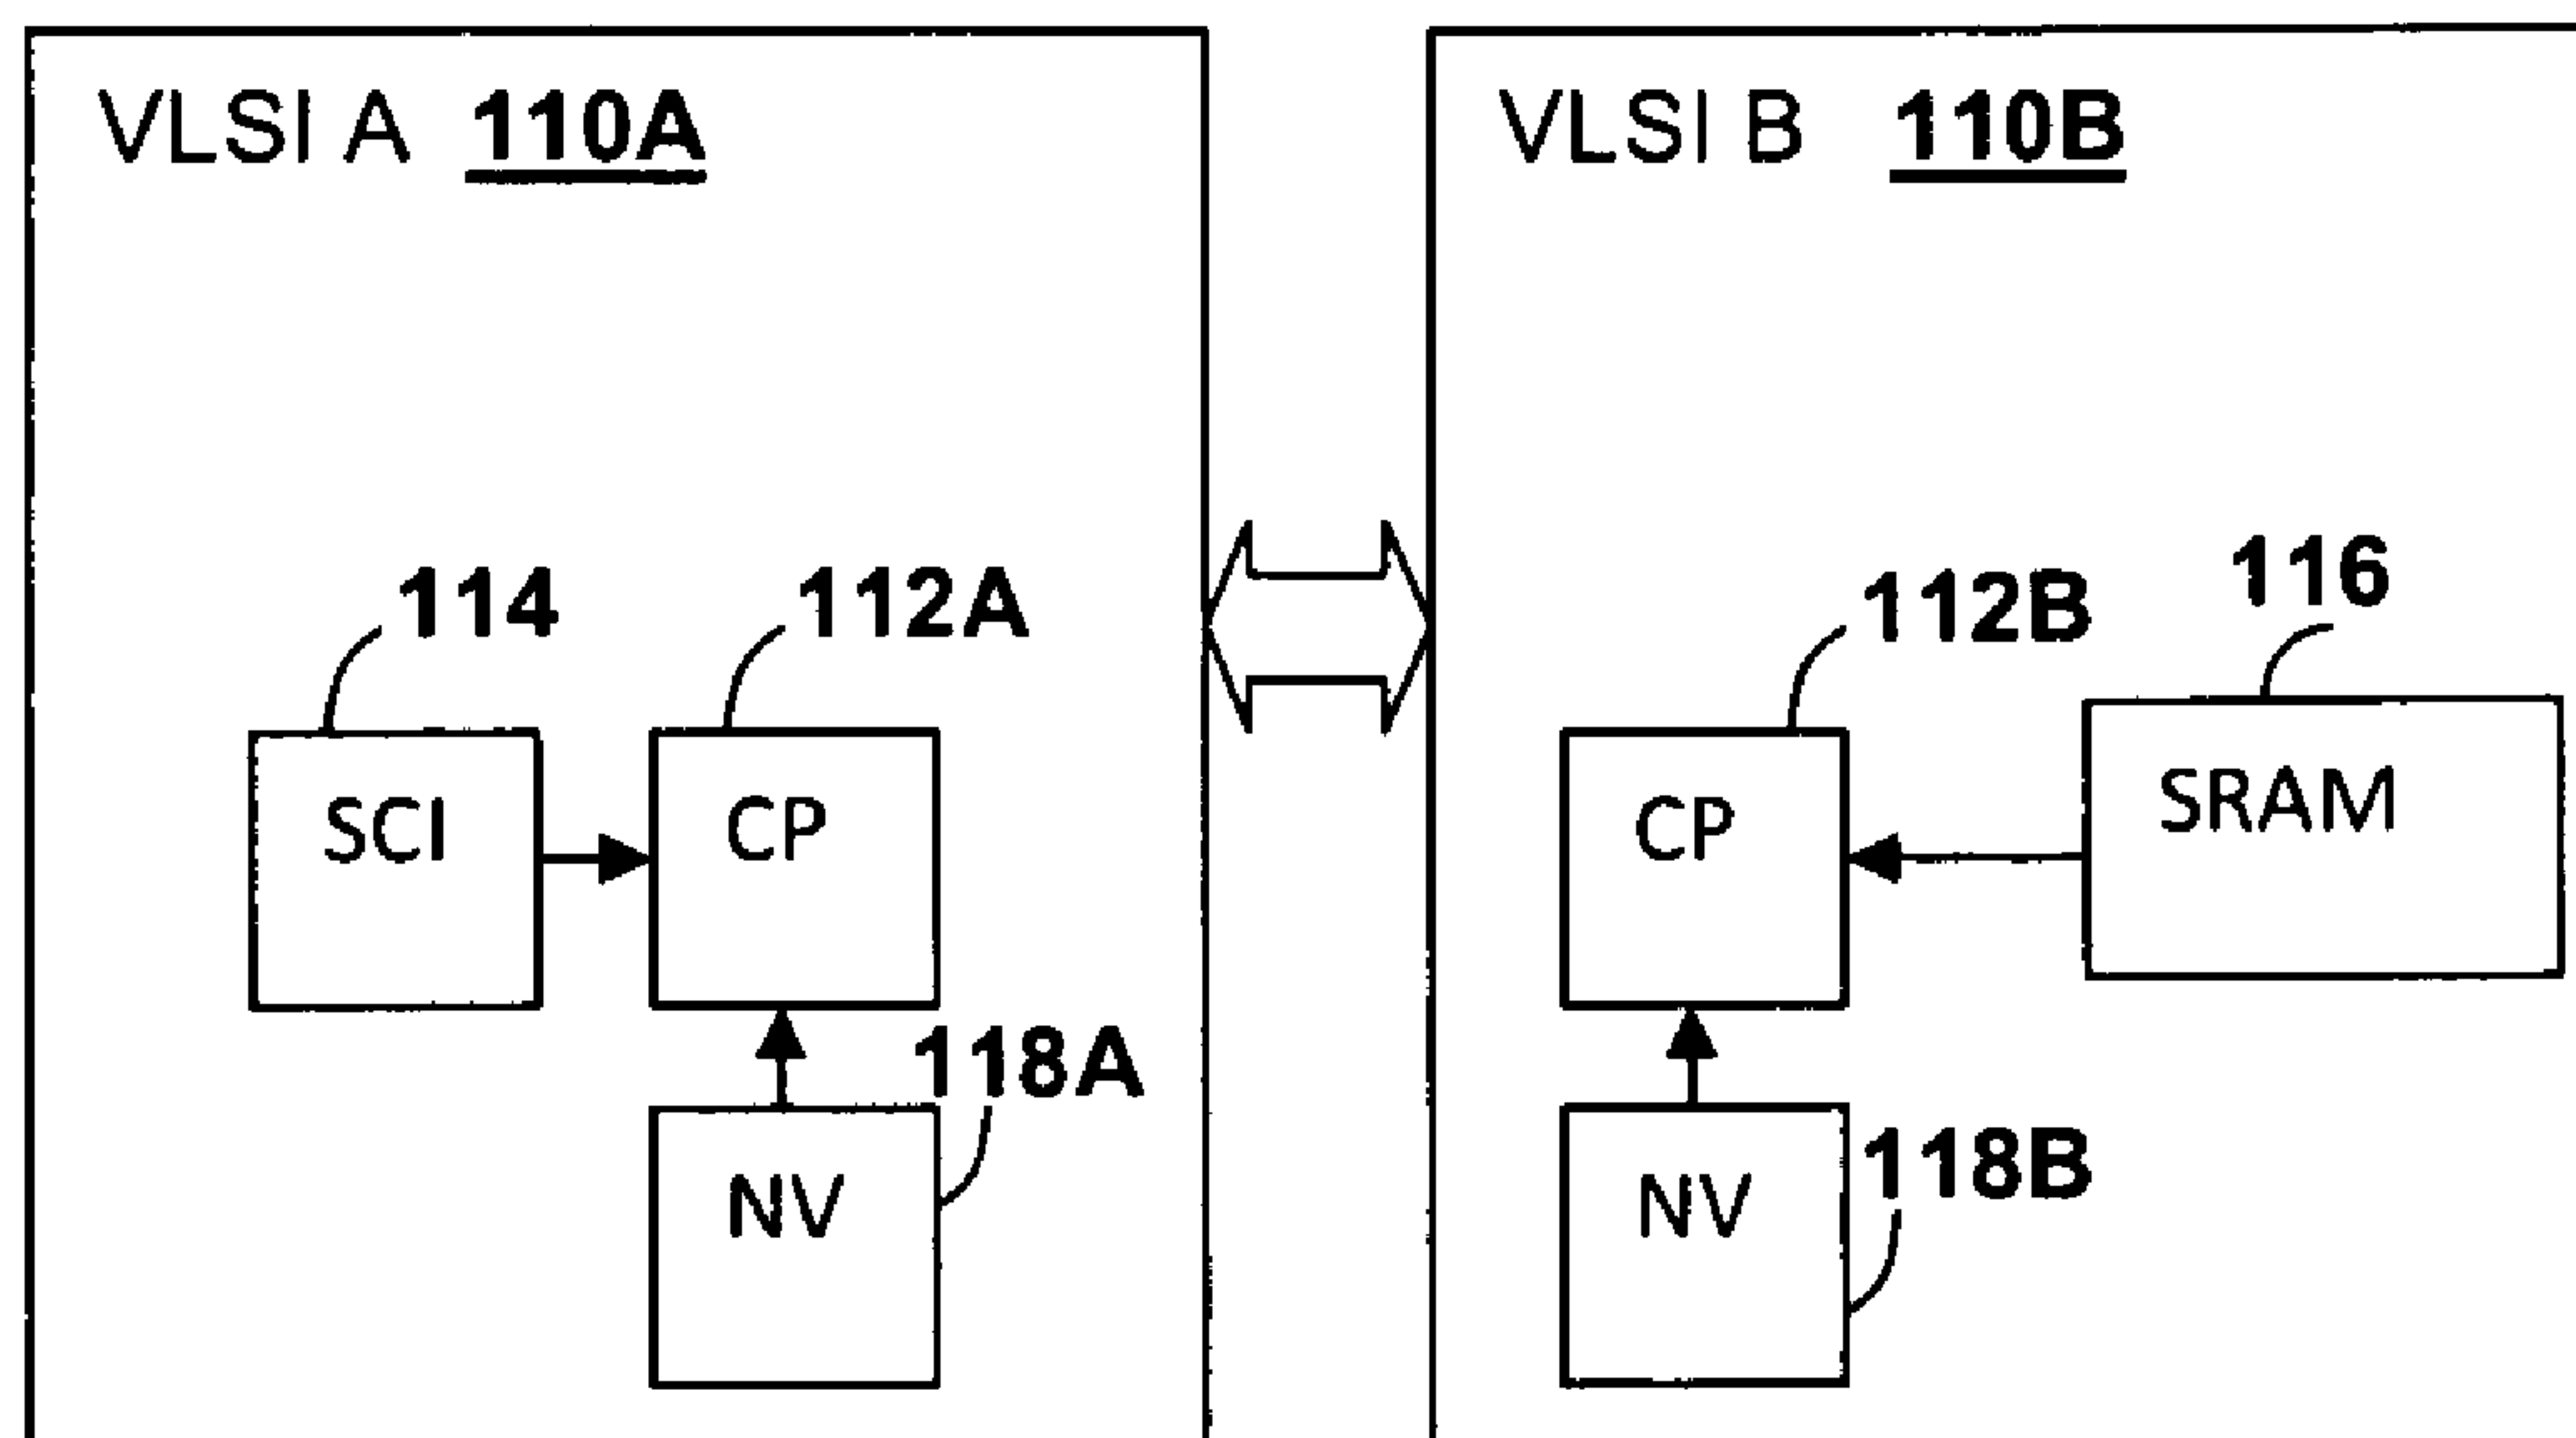 VLSI A 110A
VLSI B 110B
114
112A
112B
116
SCI
CP
CP
SRAM
118A
NV
NV
118B